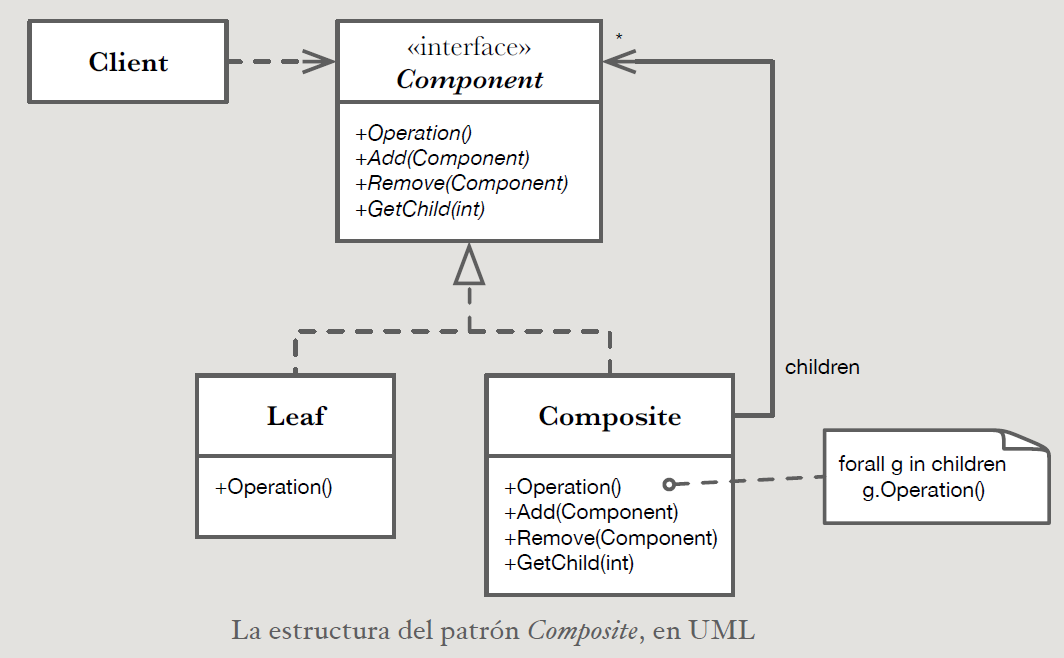 Client
«interface»
Component
*
+Operation()
+Add(Component)
+Remove(Component)
+GetChild(int)
children
Leaf
+Operation()
Composite
+Operation()
+Add(Component)
+Remove(Component)
+GetChild(int)
forall g in children
g.Operation()
La estructura del patrón Composite, en UML